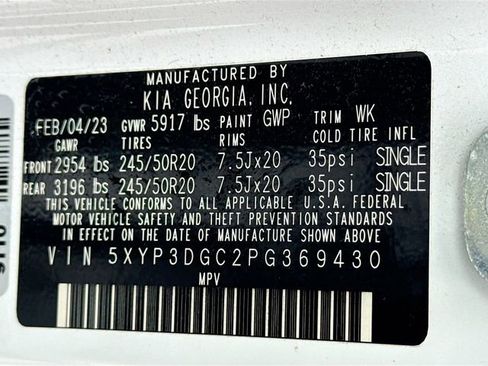 MANUFACTURED BY
KIA GEORGIA, INC.
FEB/04/23 GVWR 5917 lbs PAINT GWP TRIM WK
GAWR TIRES RIMS COLD TIRE INFL
FRONT 2954 lbs 245/50R20 7.5Jx20 35psi SINGLE
REAR 3196 lbs 245/50R20 7.5Jx20 35psi SINGLE
THIS VEHICLE CONFORMS TO ALL APPLICABLE U.S.A. FEDERAL
MOTOR VEHICLE SAFETY AND THEFT PREVENTION STANDARDS
IN EFFECT ON THE DATE OF MANUFACTURE SHOWN ABOVE.
VIN 5XYP3DGC2PG369430
MPV